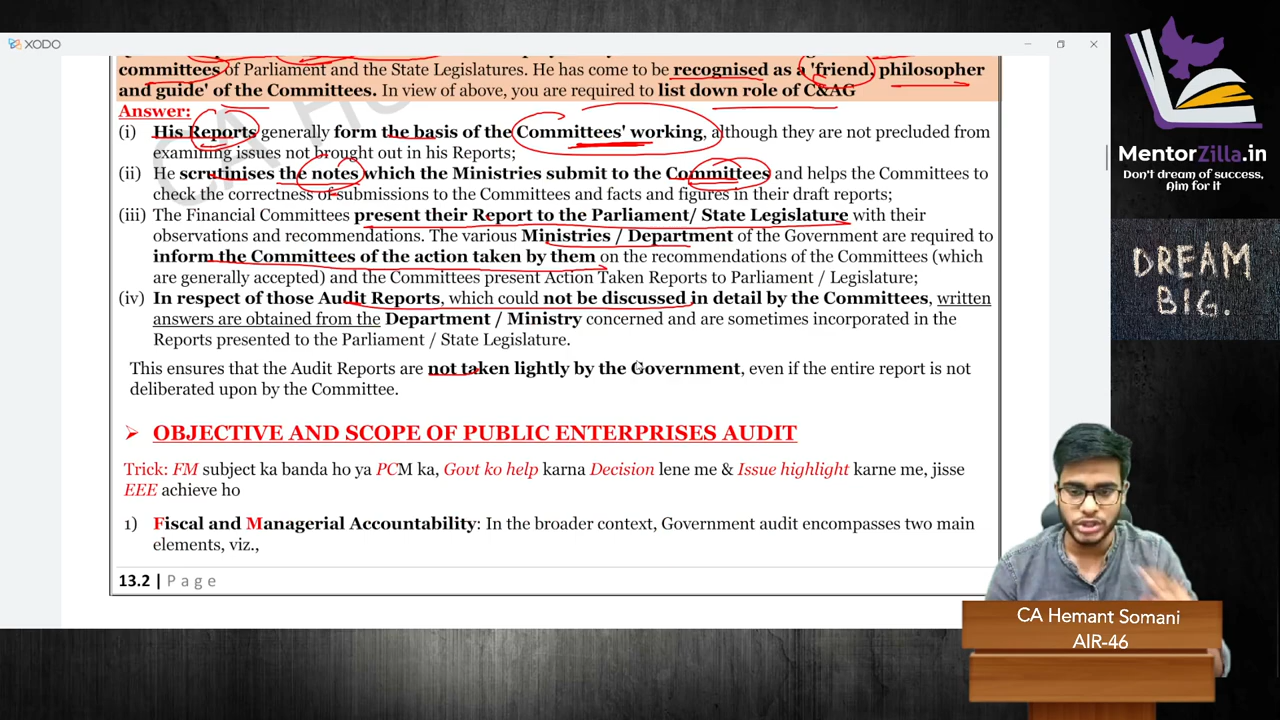 XODO
committees of Parliament and the State Legislatures. He has come to be recognised as a 'friend, philosopher
and guide' of the Committees. In view of above, you are required to list down role of C&AG
Answer:
(i) His Reports generally form the basis of the Committees' working, although they are not precluded from
examining issues not brought out in his Reports;
(ii) He scrutinises the notes which the Ministries submit to the Committees and helps the Committees to
check the correctness of submissions to the Committees and facts and figures in their draft reports;
(iii) The Financial Committees present their Report to the Parliament/ State Legislature with their
observations and recommendations. The various Ministries / Department of the Government are required to
inform the Committees of the action taken by them on the recommendations of the Committees (which
are generally accepted) and the Committees present Action Taken Reports to Parliament / Legislature;
(iv) In respect of those Audit Reports, which could not be discussed in detail by the Committees, written
answers are obtained from the Department / Ministry concerned and are sometimes incorporated in the
Reports presented to the Parliament / State Legislature.
This ensures that the Audit Reports are not taken lightly by the Government, even if the entire report is not
deliberated upon by the Committee.
➢ OBJECTIVE AND SCOPE OF PUBLIC ENTERPRISES AUDIT
Trick: FM subject ka banda ho ya PCM ka, Govt ko help karna Decision lene me & Issue highlight karne me, jisse
EEE achieve ho
1) Fiscal and Managerial Accountability: In the broader context, Government audit encompasses two main
elements, viz.,
13.2 | Page
MentorZilla.in
Don't dream of success,
Aim for it
DREAM
BIG.
CA Hemant Somani
AIR-46